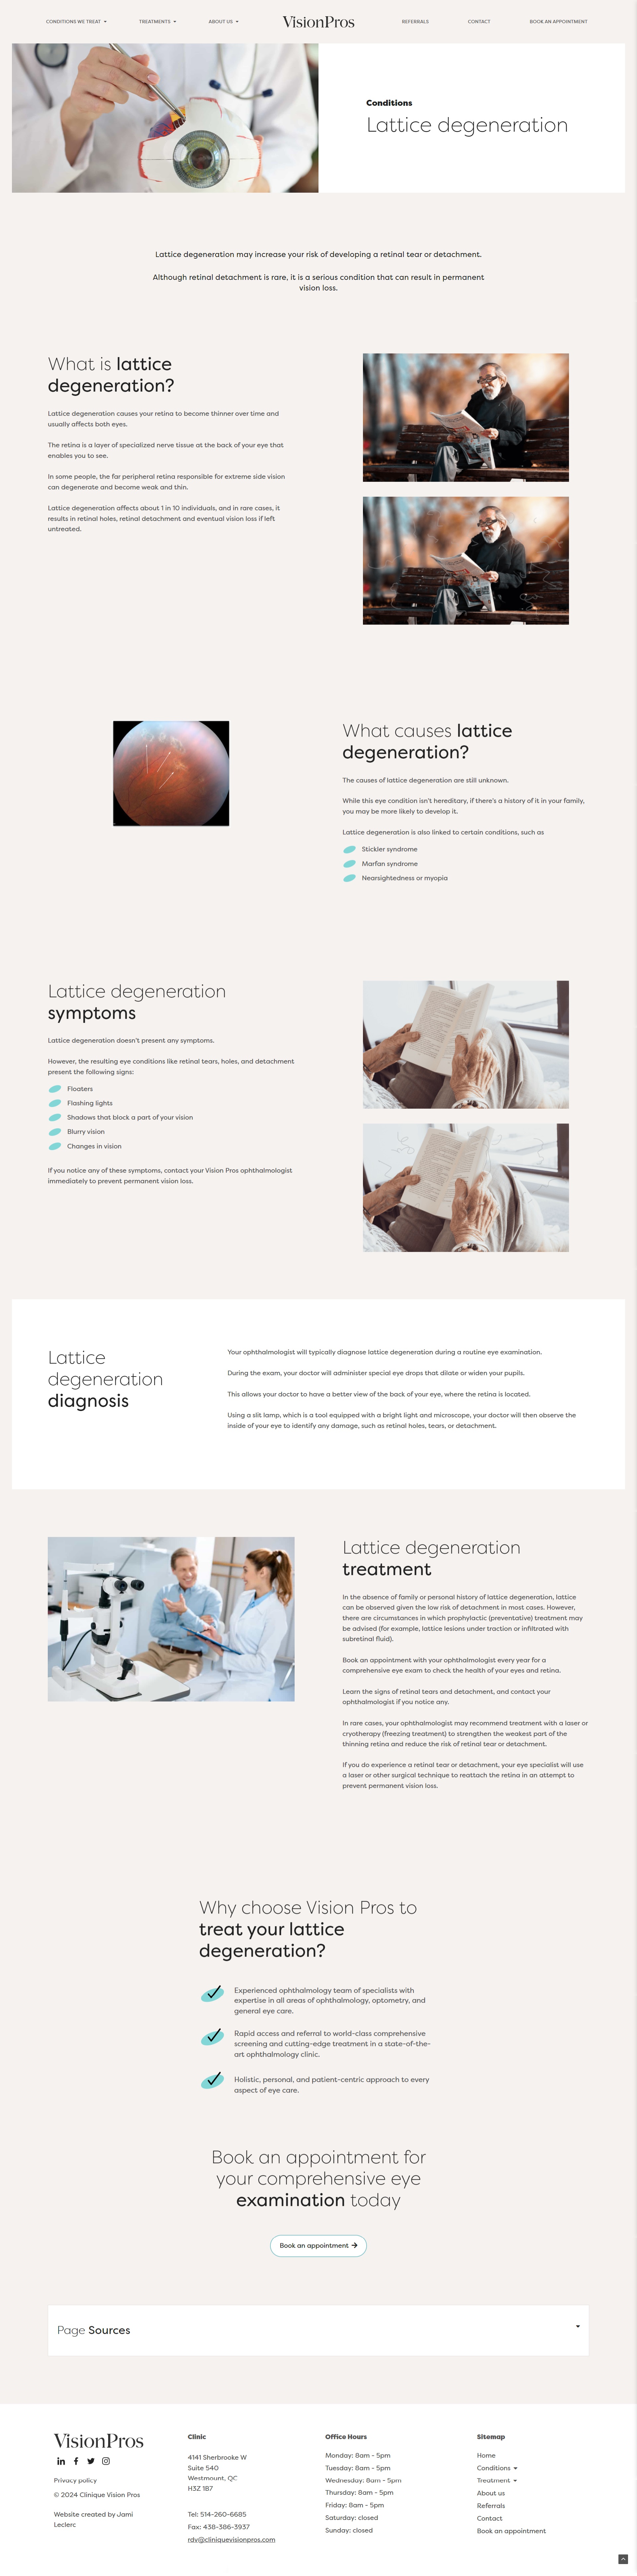 CONDITIONS WE TREAT
TREATMENTS
ABOUT US
VisionPros
REFERRALS
CONTACT
BOOK AN APPOINTMENT
Conditions
Lattice degeneration
Lattice degeneration may increase your risk of developing a retinal tear or detachment.
Although retinal detachment is rare, it is a serious condition that can result in permanent
vision loss.
What is lattice
degeneration?
Lattice degeneration causes your retina to become thinner over time and
usually affects both eyes.
The retina is a layer of specialized nerve tissue at the back of your eye that
enables you to see.
In some people, the far peripheral retina responsible for extreme side vision
can degenerate and become weak and thin.
Lattice degeneration affects about 1 in 10 individuals, and in rare cases, it
results in retinal holes, retinal detachment and eventual vision loss if left
untreated.
What causes lattice
degeneration?
The causes of lattice degeneration are still unknown.
While this eye condition isn't hereditary, if there's a history of it in your family,
you may be more likely to develop it.
Lattice degeneration is also linked to certain conditions, such as
Stickler syndrome
Marfan syndrome
Nearsightedness or myopia
Lattice degeneration
symptoms
Lattice degeneration doesn't present any symptoms.
However, the resulting eye conditions like retinal tears, holes, and detachment
present the following signs:
Floaters
Flashing lights
Shadows that block a part of your vision
Blurry vision
Changes in vision
If you notice any of these symptoms, contact your Vision Pros ophthalmologist
immediately to prevent permanent vision loss.
Lattice
degeneration
diagnosis
Your ophthalmologist will typically diagnose lattice degeneration during a routine eye examination.
During the exam, your doctor will administer special eye drops that dilate or widen your pupils.
This allows your doctor to have a better view of the back of your eye, where the retina is located.
Using a slit lamp, which is a tool equipped with a bright light and microscope, your doctor will then observe the
inside of your eye to identify any damage, such as retinal holes, tears, or detachment.
Lattice degeneration
treatment
In the absence of family or personal history of lattice degeneration, lattice
can be observed given the low risk of detachment in most cases. However,
there are circumstances in which prophylactic (preventative) treatment may
be advised (for example, lattice lesions under traction or infiltrated with
subretinal fluid).
Book an appointment with your ophthalmologist every year for a
comprehensive eye exam to check the health of your eyes and retina.
Learn the signs of retinal tears and detachment, and contact your
ophthalmologist if you notice any.
In rare cases, your ophthalmologist may recommend treatment with a laser or
cryotherapy (freezing treatment) to strengthen the weakest part of the
thinning retina and reduce the risk of retinal tear or detachment.
If you do experience a retinal tear or detachment, your eye specialist will use
a laser or other surgical technique to reattach the retina in an attempt to
prevent permanent vision loss.
Why choose Vision Pros to
treat your lattice
degeneration?
Experienced ophthalmology team of specialists with
expertise in all areas of ophthalmology, optometry, and
general eye care.
Rapid access and referral to world-class comprehensive
screening and cutting-edge treatment in a state-of-the-
art ophthalmology clinic.
Holistic, personal, and patient-centric approach to every
aspect of eye care.
Book an appointment for
your comprehensive eye
examination today
Book an appointment
Page Sources
VisionPros
Privacy policy
© 2024 Clinique Vision Pros
Website created by Jami
Leclerc
Clinic
4141 Sherbrooke W
Suite 540
Westmount, QC
H3Z 1B7
Tel: 514-260-6685
Fax: 438-386-3937
rdv@cliniquevisionpros.com
Office Hours
Monday: 8am - 5pm
Tuesday: 8am - 5pm
Wednesday: 8am - 5pm
Thursday: 8am - 5pm
Friday: 8am - 5pm
Saturday: closed
Sunday: closed
Sitemap
Home
Conditions
Treatment
About us
Referrals
Contact
Book an appointment